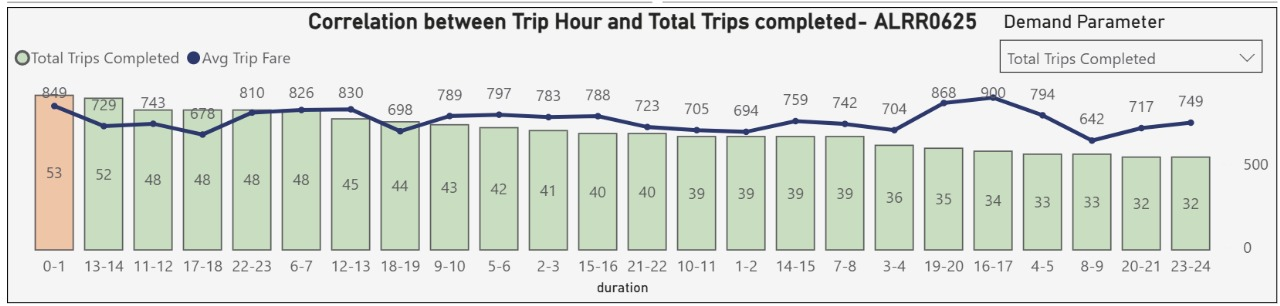 Correlation between Trip Hour and Total Trips completed- ALRR0625
Demand Parameter
Total Trips Completed Avg Trip Fare
Total Trips Completed
849 729 743 678 810 826 830 698 789 797 783 788 723 705 694 759 742 704 868 900 794 642 717 749
53 52 48 48 48 48 45 44 43 42 41 40 40 39 39 39 39 36 35 34 33 33 32 32
500
0
0-1 13-14 11-12 17-18 22-23 6-7 12-13 18-19 9-10 5-6 2-3 15-16 21-22 10-11 1-2 14-15 7-8 3-4 19-20 16-17 4-5 8-9 20-21 23-24
duration